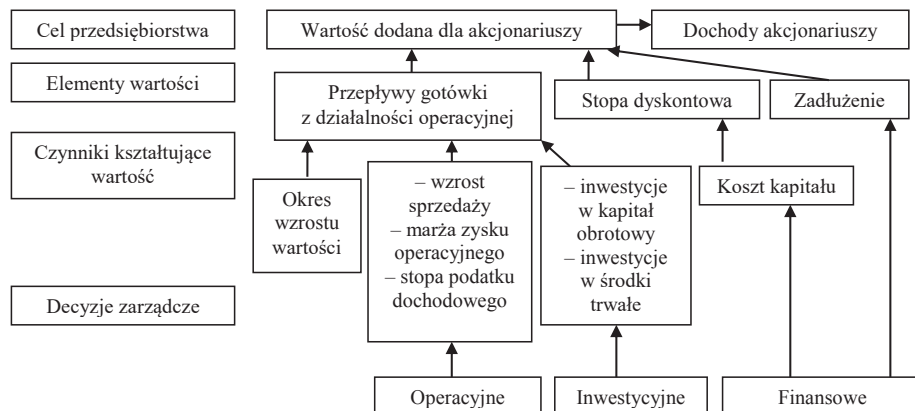 Cel przedsiębiorstwa
Wartość dodana dla akcjonariuszy
Dochody akcjonariuszy
Elementy wartości
Przepływy gotówki
z działalności operacyjnej
Stopa dyskontowa
Zadłużenie
Czynniki kształtujące
wartość
Okres
wzrostu
wartości
– wzrost
sprzedaży
– marża zysku
operacyjnego
– stopa podatku
dochodowego
– inwestycje
w kapitał
obrotowy
– inwestycje
w środki
trwałe
Koszt kapitału
Decyzje zarządcze
Operacyjne
Inwestycyjne
Finansowe